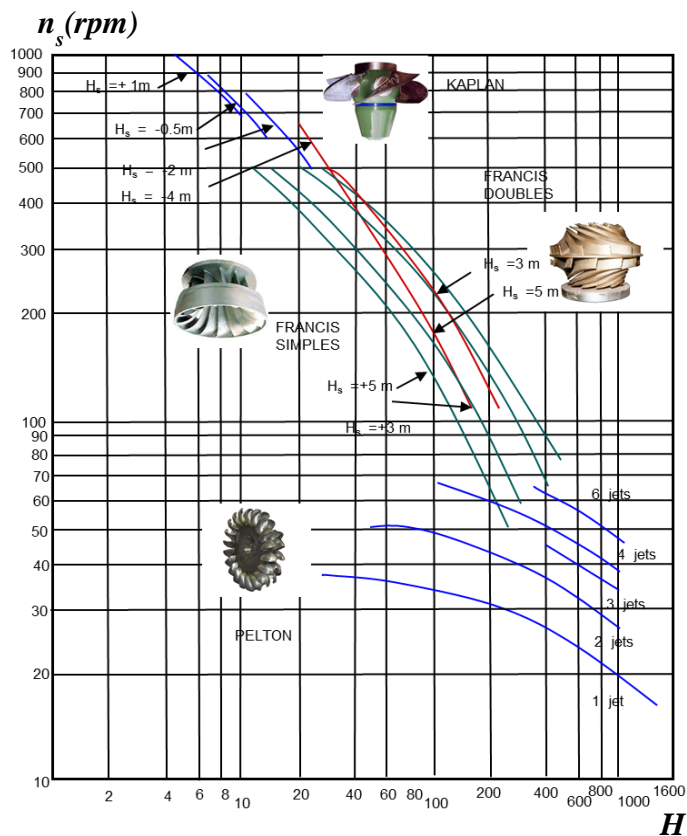 n_s (rpm)
1000
900
800
700
600
500
400
300
200
100
90
80
70
60
50
40
30
20
10
H_s =+ 1m
H_s = -0.5m
H_s = -2 m
H_s = -4m
KAPLAN
FRANCIS
DOUBLES
H_s =3 m
H_s =5 m
FRANCIS
SIMPLES
H_s =+5 m
H_s =+3 m
6 jets
4 jets
3 jets
2 jets
1 jet
PELTON
2 4 6 8 10 20 40 60 80 100 200 400 600 800 1000 1600
H